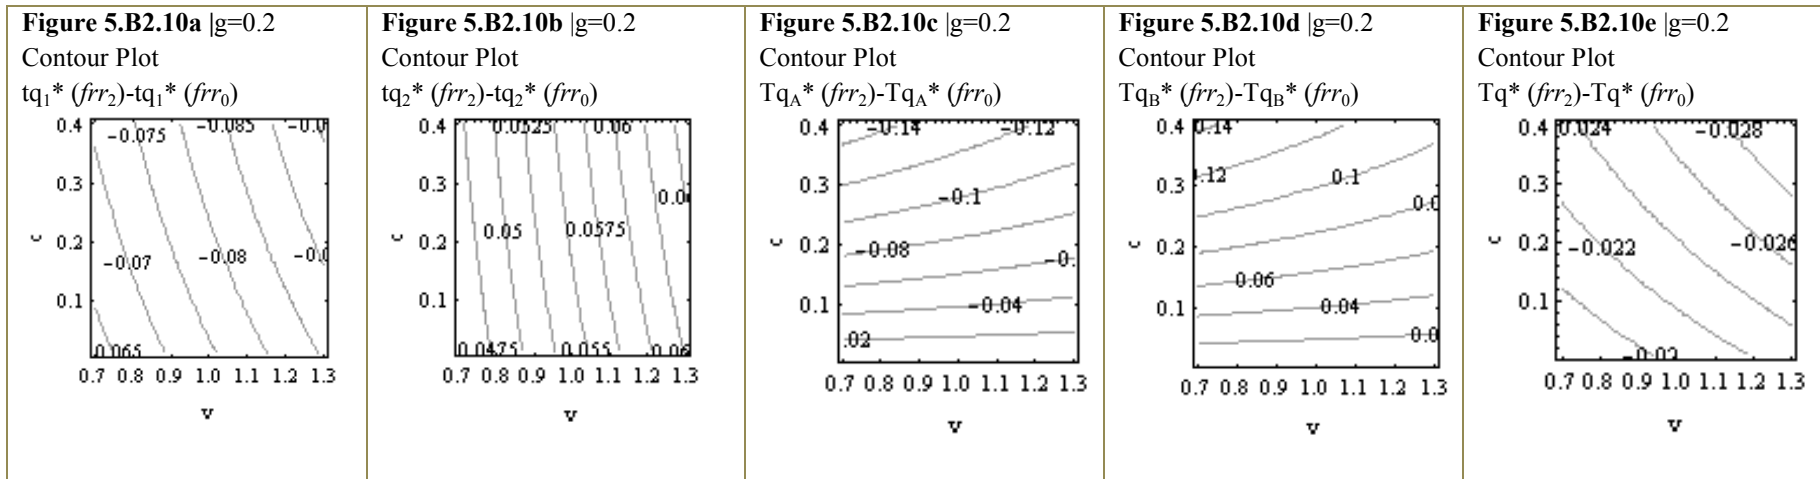 Figure 5.B2.10a |g=0.2
Contour Plot
tq1* (frr2)-tq1* (frr0)
0.4
0.3
0.2
0.1
c
-0.075
-0.085
-0.07
-0.08
0.065
0.7 0.8 0.9 1.0 1.1 1.2 1.3
v
Figure 5.B2.10b |g=0.2
Contour Plot
tq2* (frr2)-tq2* (frr0)
0.4
0.3
0.2
0.1
c
0.0525
0.06
0.05
0.0575
0.0475
0.055
0.7 0.8 0.9 1.0 1.1 1.2 1.3
v
Figure 5.B2.10c |g=0.2
Contour Plot
TqA* (frr2)-TqA* (frr0)
0.4
0.3
0.2
0.1
c
-0.14
-0.12
-0.1
-0.08
-0.04
.02
0.7 0.8 0.9 1.0 1.1 1.2 1.3
v
Figure 5.B2.10d |g=0.2
Contour Plot
TqB* (frr2)-TqB* (frr0)
0.4
0.3
0.2
0.1
c
0.14
.12
0.1
0.06
0.04
0.7 0.8 0.9 1.0 1.1 1.2 1.3
v
Figure 5.B2.10e |g=0.2
Contour Plot
Tq* (frr2)-Tq* (frr0)
0.4
0.3
0.2
0.1
c
0.024
-0.028
-0.022
-0.026
-0.02
0.7 0.8 0.9 1.0 1.1 1.2 1.3
v